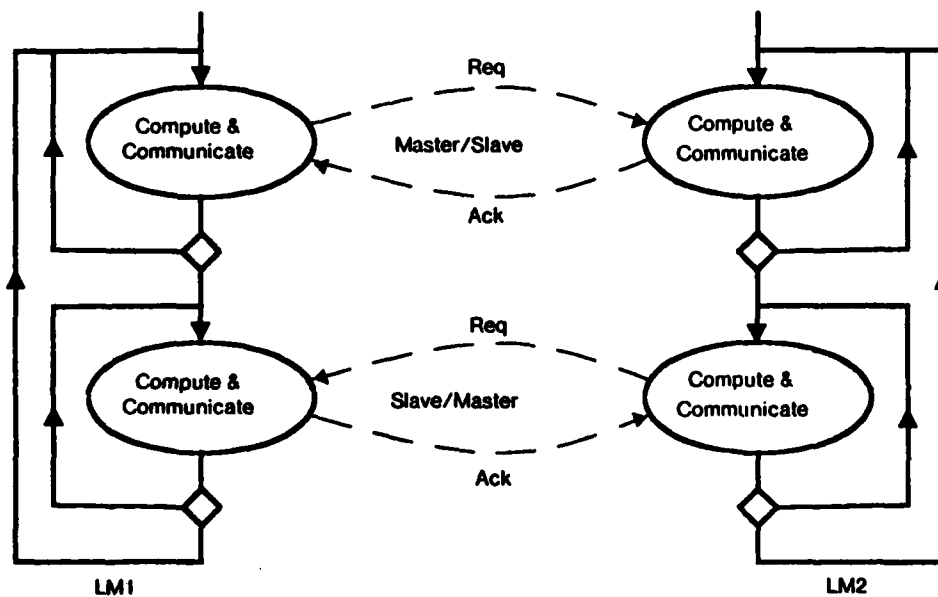 Req
Compute &
Communicate
Master/Slave
Compute &
Communicate
Ack
Req
Compute &
Communicate
Slave/Master
Compute &
Communicate
Ack
LM1
LM2